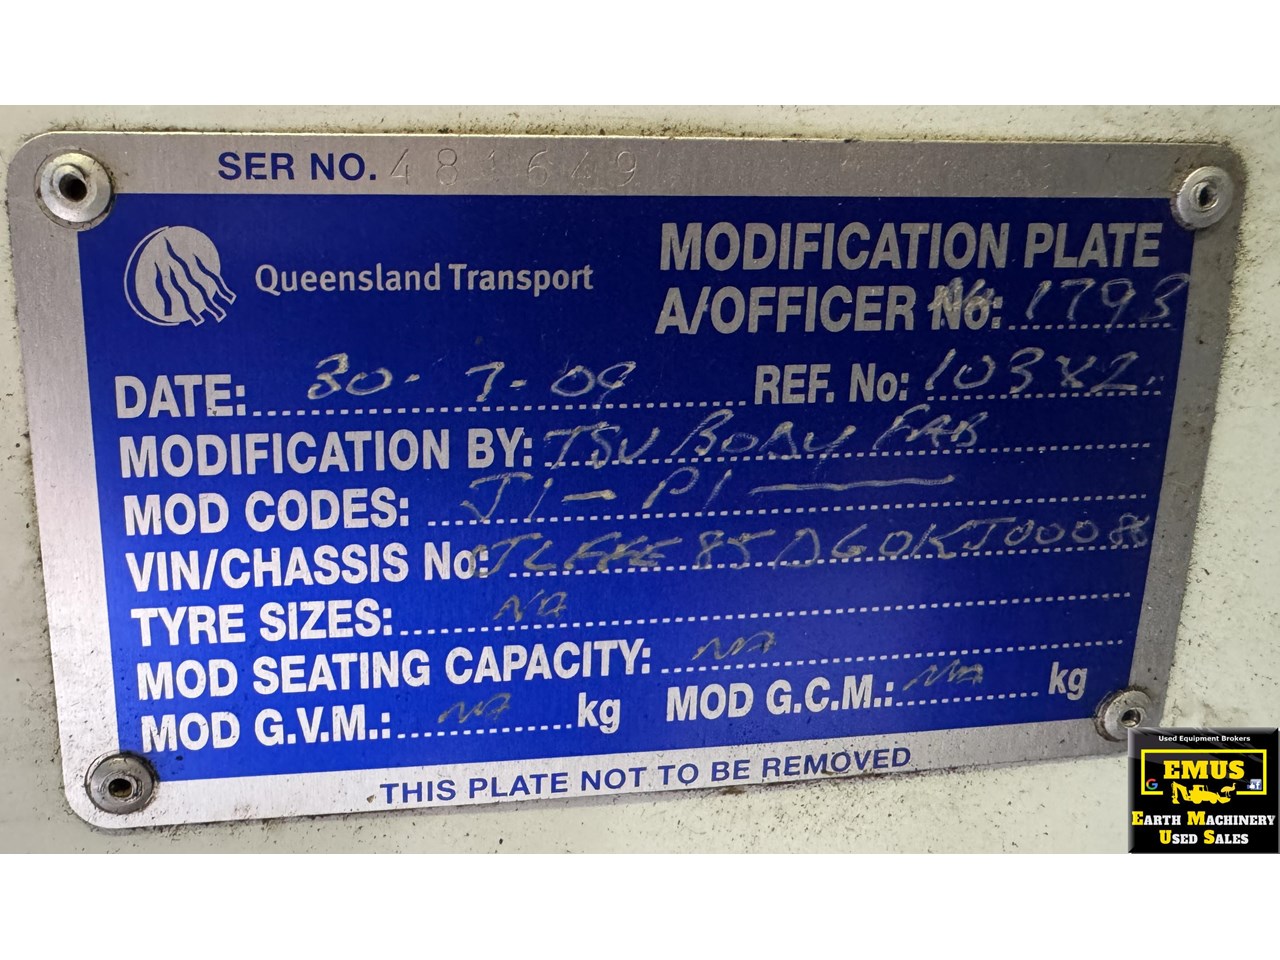 SER NO. 481649
Queensland Transport
MODIFICATION PLATE
A/OFFICER No: 1793
DATE: 30-7-09 REF. No:
MODIFICATION BY: TSU BODY FAB
MOD CODES: J1 - P1
VIN/CHASSIS No:
TYRE SIZES: NA
MOD SEATING CAPACITY: NA
MOD G.V.M.: NA kg MOD G.C.M.: NA kg
THIS PLATE NOT TO BE REMOVED
Used Equipment Brokers
EMUS
EARTH MACHINERY
USED SALES